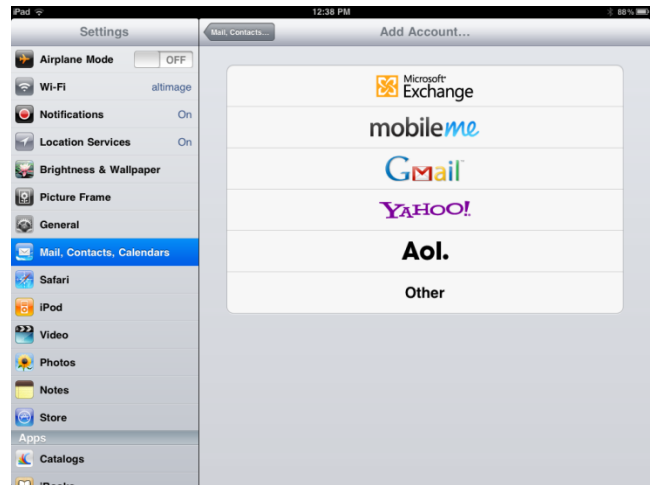 iPad 12:38 PM 88%
Settings
Mail, Contacts...
Add Account...
Airplane Mode OFF
Wi-Fi altimage
Notifications On
Location Services On
Brightness & Wallpaper
Picture Frame
General
Mail, Contacts, Calendars
Safari
iPod
Video
Photos
Notes
Store
Apps
Catalogs
iBooks
Microsoft
Exchange
mobileme
Gmail
YAHOO!
Aol.
Other